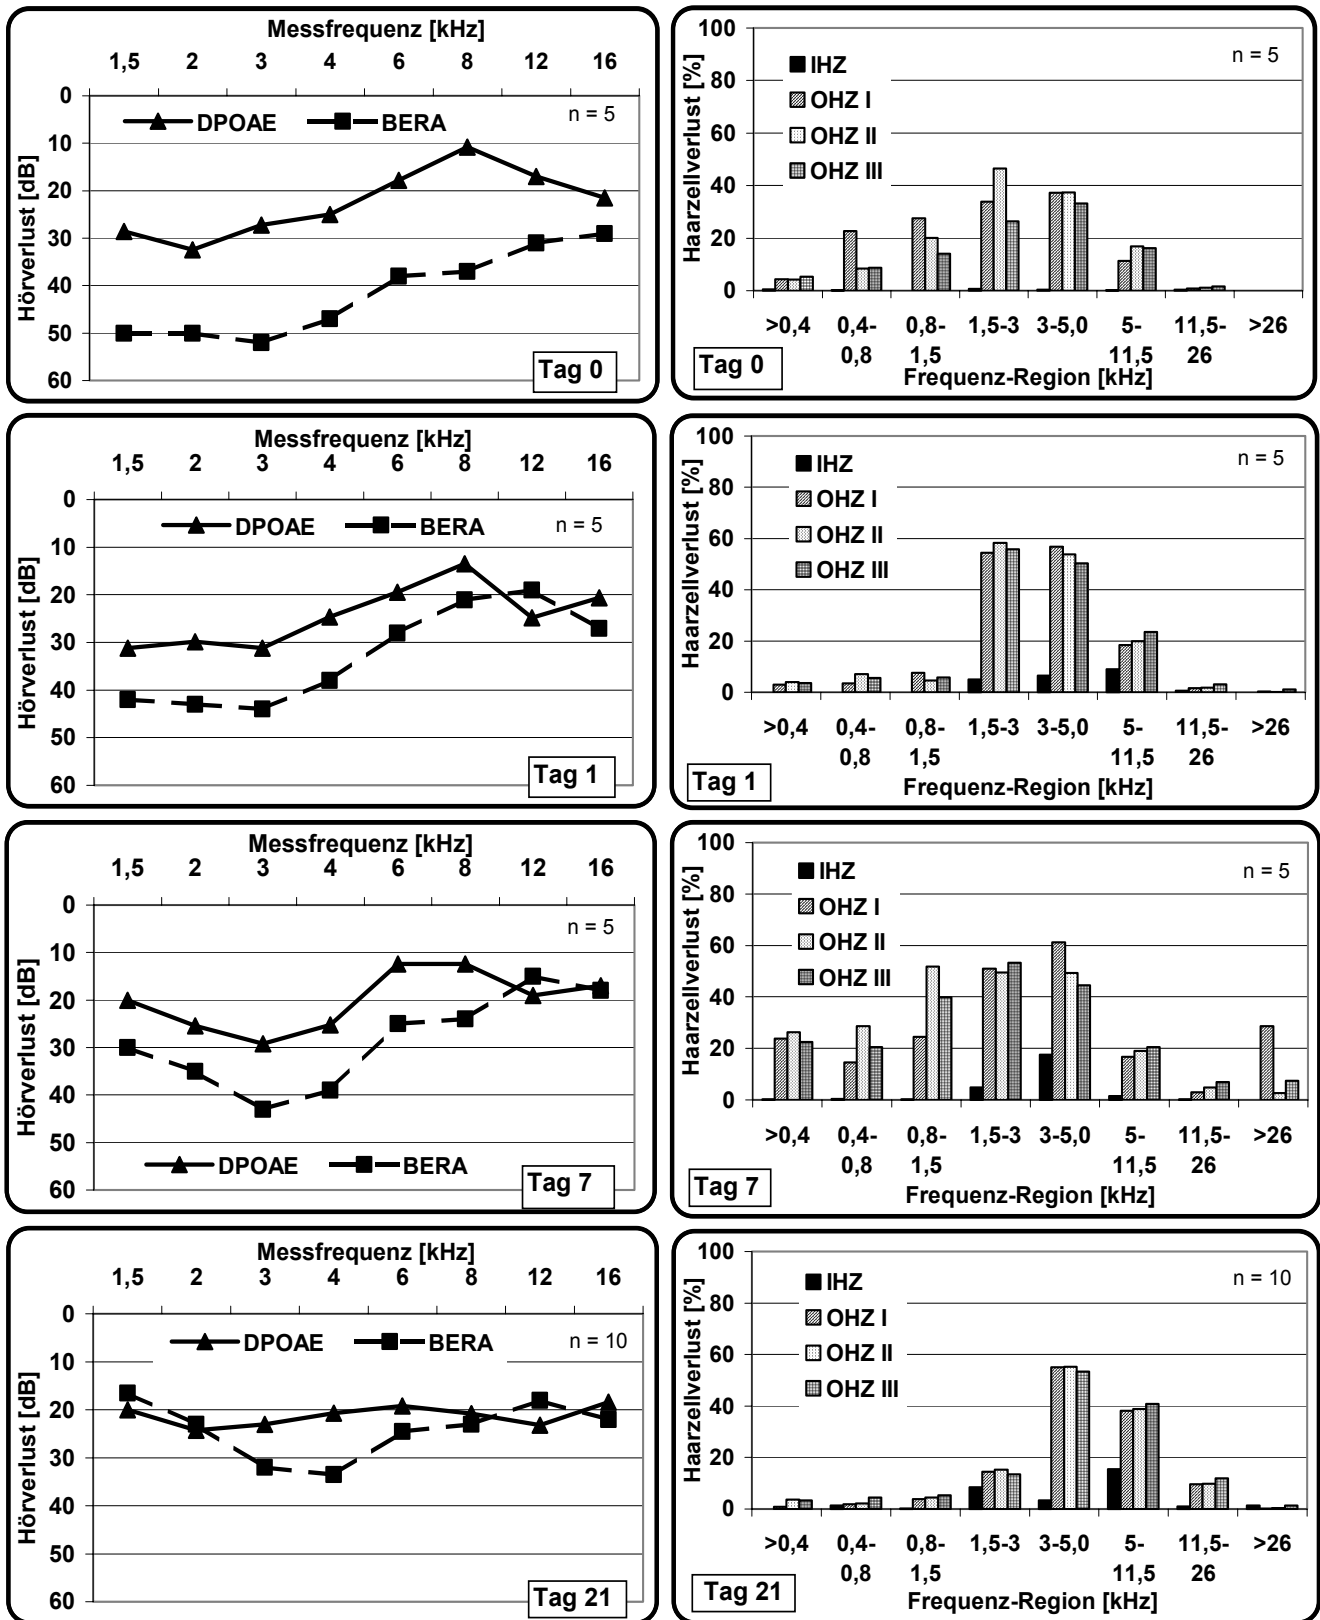 Messfrequenz [kHz]
1,5 2 3 4 6 8 12 16
Hörverlust [dB]
0
10
20
30
40
50
60
DPOAE BERA
n = 5
Tag 0
Haarzellverlust [%]
100
80
60
40
20
0
IHZ
OHZ I
OHZ II
OHZ III
n = 5
>0,4 0,4-0,8 0,8-1,5 1,5-3 3-5,0 5-11,5 11,5-26 >26
Frequenz-Region [kHz]
Tag 0
Messfrequenz [kHz]
1,5 2 3 4 6 8 12 16
Hörverlust [dB]
0
10
20
30
40
50
60
DPOAE BERA
n = 5
Tag 1
Haarzellverlust [%]
100
80
60
40
20
0
IHZ
OHZ I
OHZ II
OHZ III
n = 5
>0,4 0,4-0,8 0,8-1,5 1,5-3 3-5,0 5-11,5 11,5-26 >26
Frequenz-Region [kHz]
Tag 1
Messfrequenz [kHz]
1,5 2 3 4 6 8 12 16
Hörverlust [dB]
0
10
20
30
40
50
60
n = 5
DPOAE BERA
Tag 7
Haarzellverlust [%]
100
80
60
40
20
0
IHZ
OHZ I
OHZ II
OHZ III
n = 5
>0,4 0,4-0,8 0,8-1,5 1,5-3 3-5,0 5-11,5 11,5-26 >26
Frequenz-Region [kHz]
Tag 7
Messfrequenz [kHz]
1,5 2 3 4 6 8 12 16
Hörverlust [dB]
0
10
20
30
40
50
60
DPOAE BERA
n = 10
Tag 21
Haarzellverlust [%]
100
80
60
40
20
0
IHZ
OHZ I
OHZ II
OHZ III
n = 10
>0,4 0,4-0,8 0,8-1,5 1,5-3 3-5,0 5-11,5 11,5-26 >26
Frequenz-Region [kHz]
Tag 21